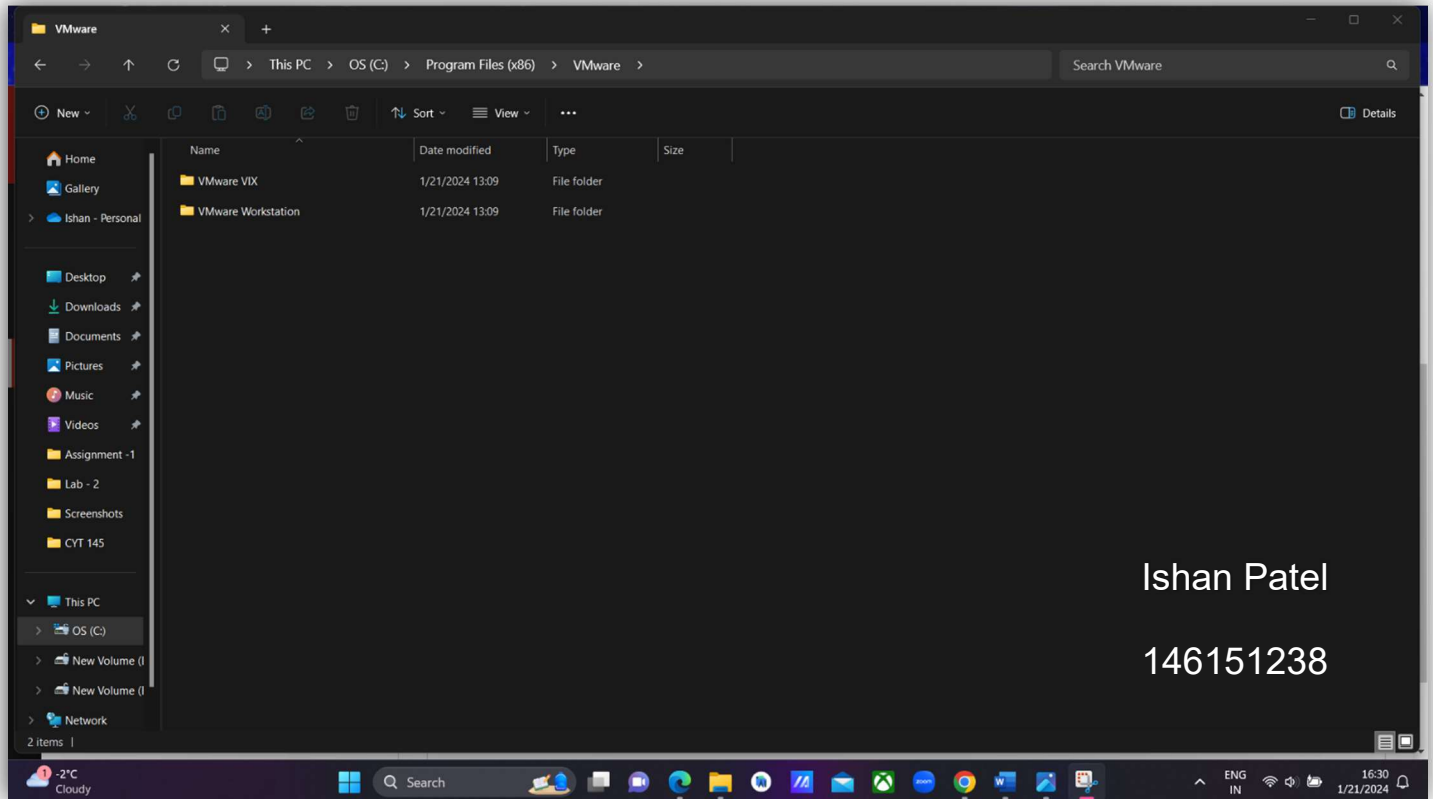 VMware
This PC > OS (C:) > Program Files (x86) > VMware >
Search VMware
New
Sort
View
Details
Name Date modified Type Size
VMware VIX 1/21/2024 13:09 File folder
VMware Workstation 1/21/2024 13:09 File folder
Home
Gallery
Ishan - Personal
Desktop
Downloads
Documents
Pictures
Music
Videos
Assignment -1
Lab - 2
Screenshots
CYT 145
This PC
OS (C:)
New Volume (
New Volume (
Network
2 items
Ishan Patel
146151238
1
-2°C
Cloudy
Search
zoom
ENG
IN
16:30
1/21/2024